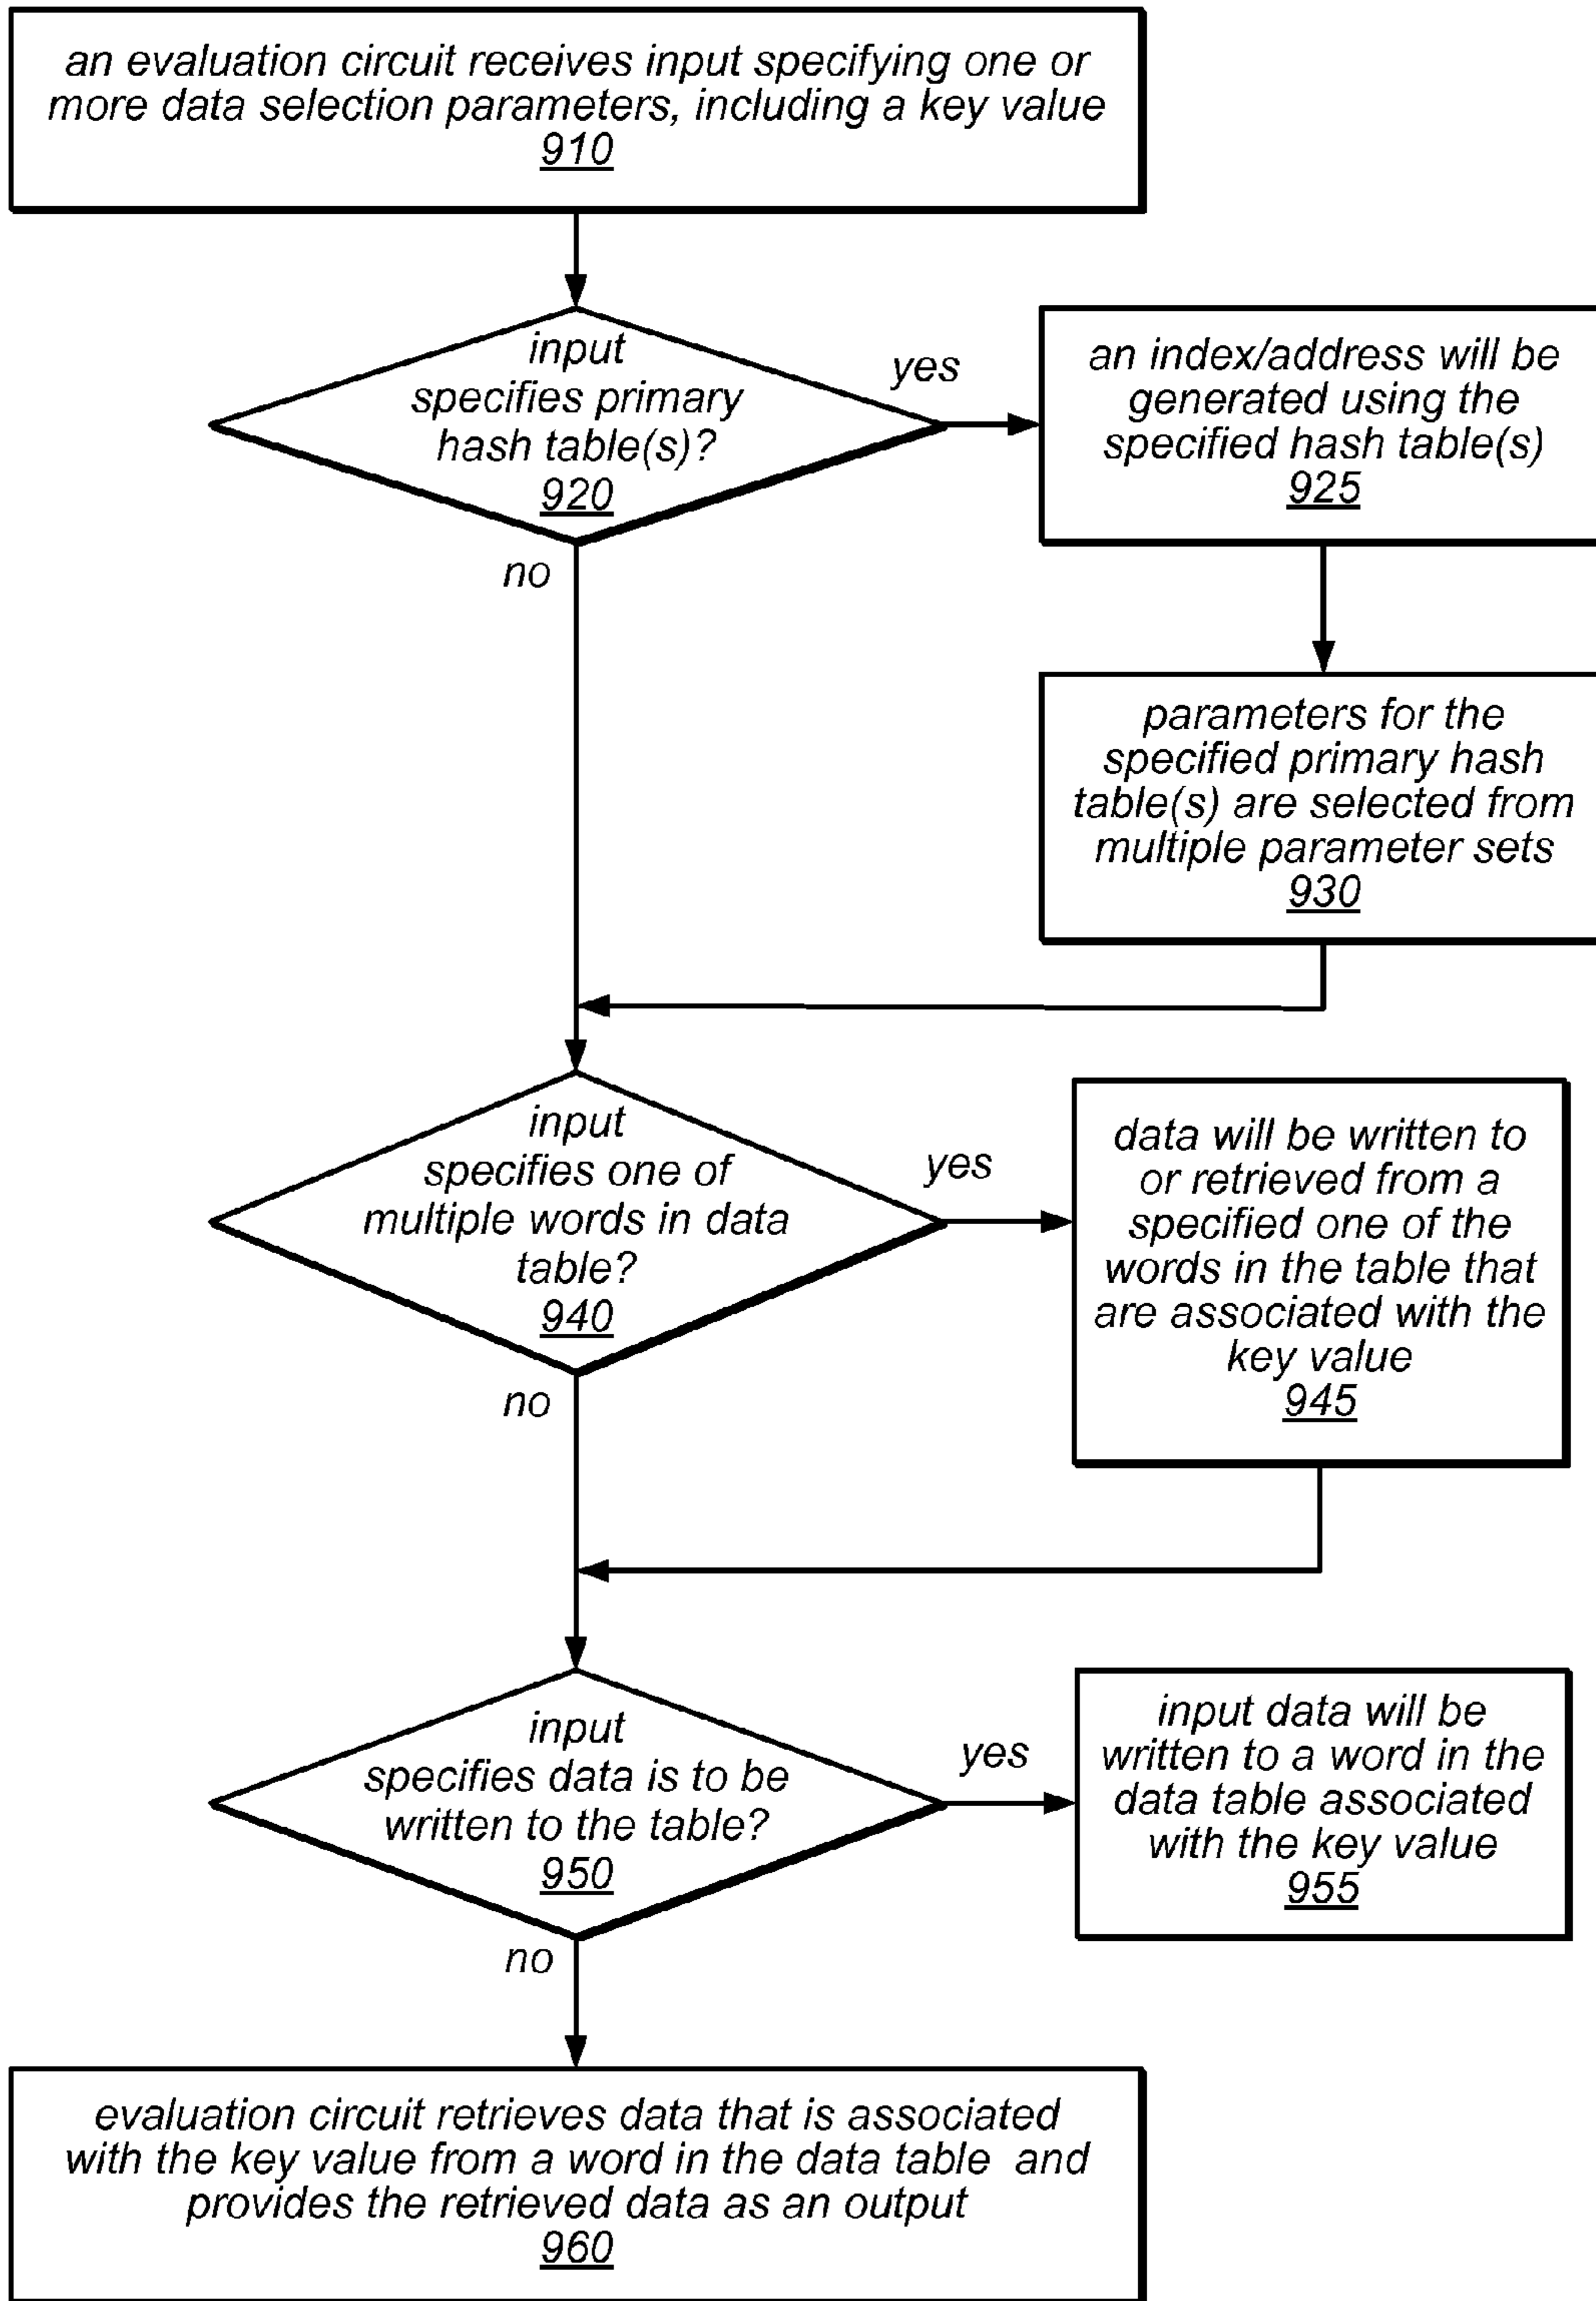 an evaluation circuit receives input specifying one or
more data selection parameters, including a key value
910
input
specifies primary
hash table(s)?
920
yes
an index/address will be
generated using the
specified hash table(s)
925
no
parameters for the
specified primary hash
table(s) are selected from
multiple parameter sets
930
input
specifies one of
multiple words in data
table?
940
yes
data will be written to
or retrieved from a
specified one of the
words in the table that
are associated with the
key value
945
no
input
specifies data is to be
written to the table?
950
yes
input data will be
written to a word in the
data table associated
with the key value
955
no
evaluation circuit retrieves data that is associated
with the key value from a word in the data table and
provides the retrieved data as an output
960